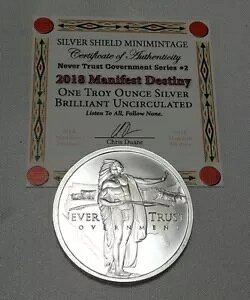 SILVER SHIELD MINIMINTAGE
Certificate of Authenticity
Never Trust Government Series #2
2018 Manifest Destiny
ONE TROY OUNCE SILVER
BRILLIANT UNCIRCULATED
Listen To All, Follow None.
Chris Duane
NEVER TRUST
GOVERNMENT